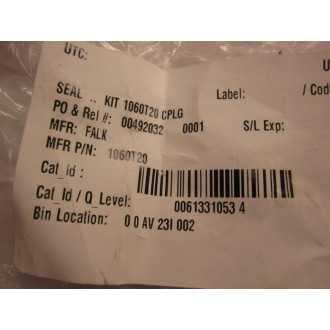 UTC: U
SEAL .. KIT 1060T20 CPLG Label: / Cod
PO & Rel #: 00492032 0001 S/L Exp:
MFR: FALK
MFR P/N: 1060T20
Cat_id :
Cat_Id / Q_Level: 0061331053 4
Bin Location: 0 0 AV 23I 002